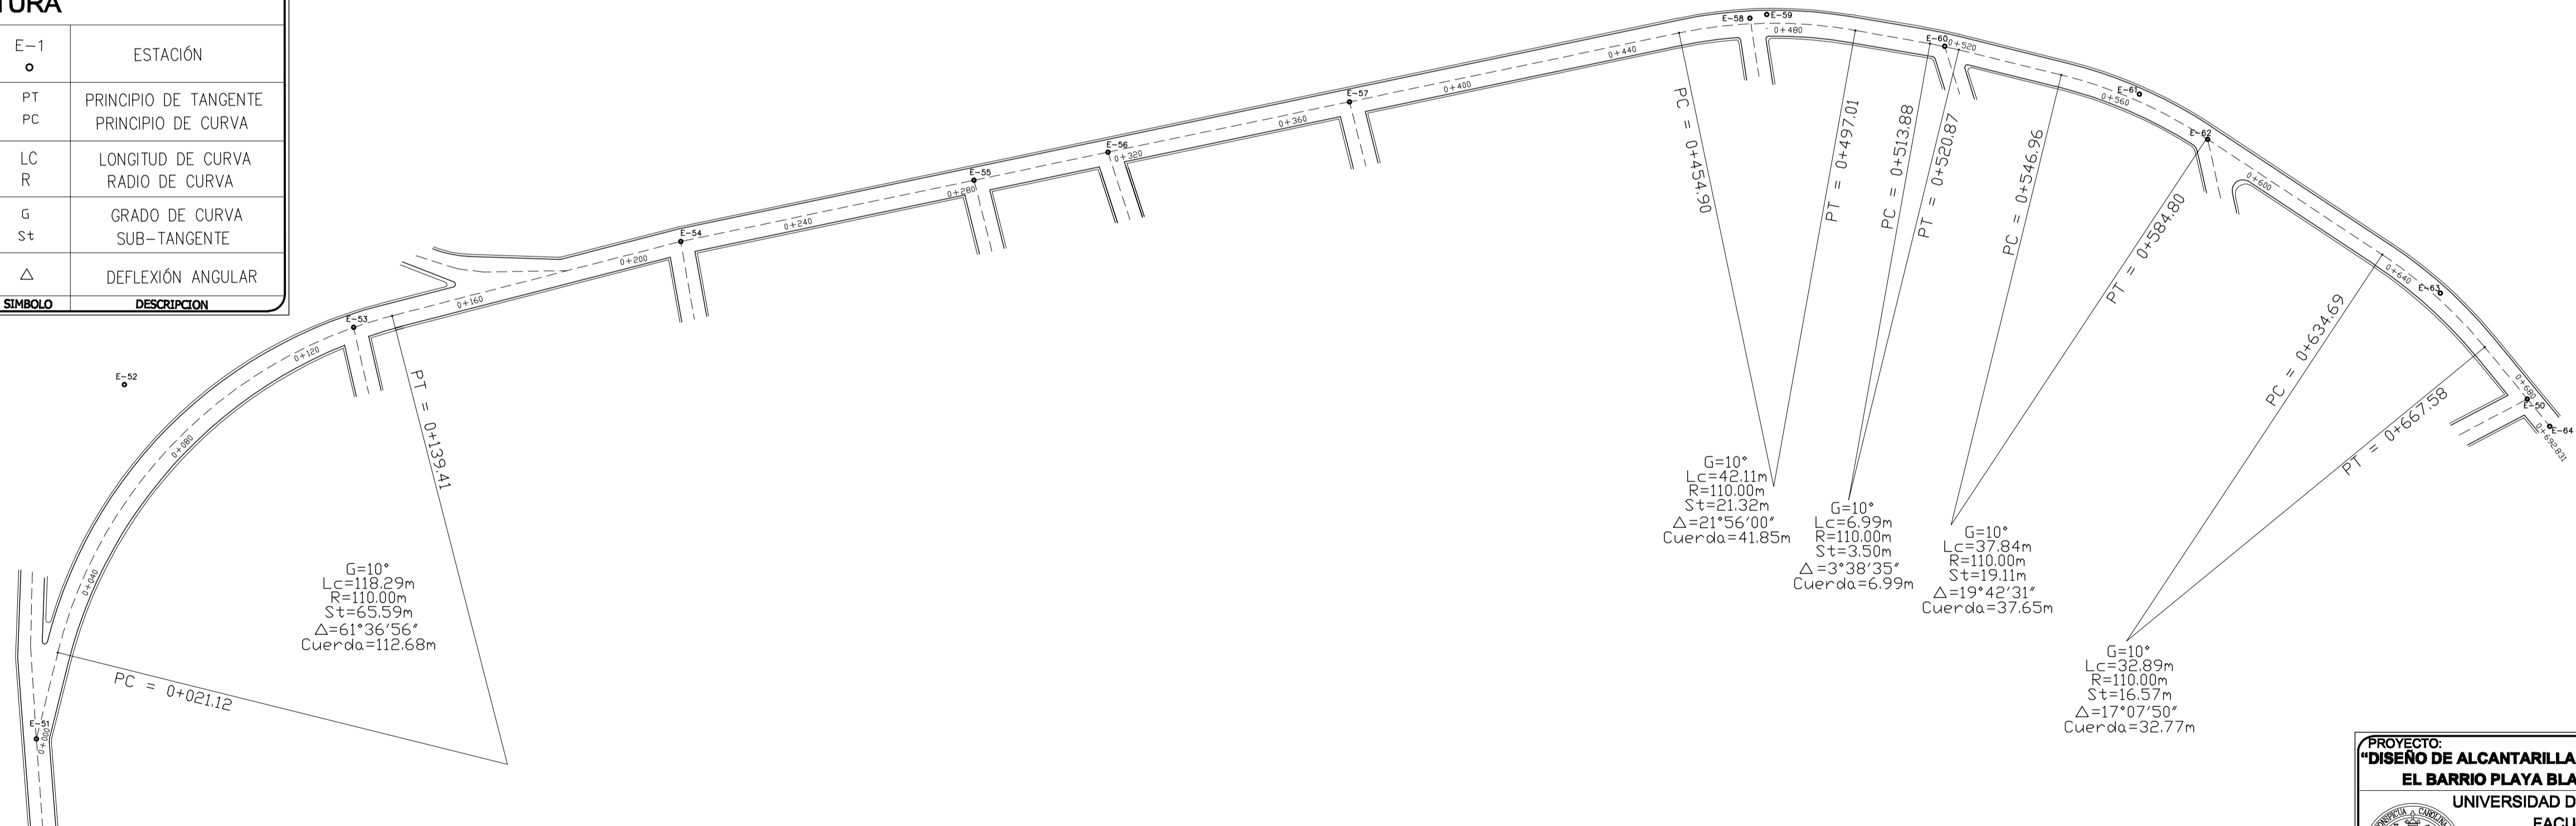 TURA
E-1
ESTACIÓN
PT
PRINCIPIO DE TANGENTE
PC
PRINCIPIO DE CURVA
LC
LONGITUD DE CURVA
R
RADIO DE CURVA
G
GRADO DE CURVA
St
SUB-TANGENTE
△
DEFLEXIÓN ANGULAR
SIMBOLO
DESCRIPCION
E-51
0+000
PC = 0+021.12
0+040
E-52
0+080
0+120
E-53
PT = 0+139.41
G=10°
Lc=118.29m
R=110.00m
St=65.59m
△=61°36'56"
Cuerda=112.68m
0+160
0+200
E-54
0+240
0+280
E-55
E-56
0+320
0+360
E-57
0+400
0+440
PC = 0+454.90
E-58
E-59
0+480
PT = 0+497.01
G=10°
Lc=42.11m
R=110.00m
St=21.32m
△=21°56'00"
Cuerda=41.85m
PC = 0+513.88
E-60
0+520
PT = 0+520.87
G=10°
Lc=6.99m
R=110.00m
St=3.50m
△=3°38'35"
Cuerda=6.99m
PC = 0+546.96
E-61
0+560
E-62
PT = 0+584.80
G=10°
Lc=37.84m
R=110.00m
St=19.11m
△=19°42'31"
Cuerda=37.65m
0+600
PC = 0+634.69
0+640
E-63
PT = 0+667.58
G=10°
Lc=32.89m
R=110.00m
St=16.57m
△=17°07'50"
Cuerda=32.77m
0+680
E-50
E-64
0+692.831
PROYECTO:
"DISEÑO DE ALCANTARILLA
EL BARRIO PLAYA BLA
UNIVERSIDAD D
FACU
CONSPICUA CAROLINA